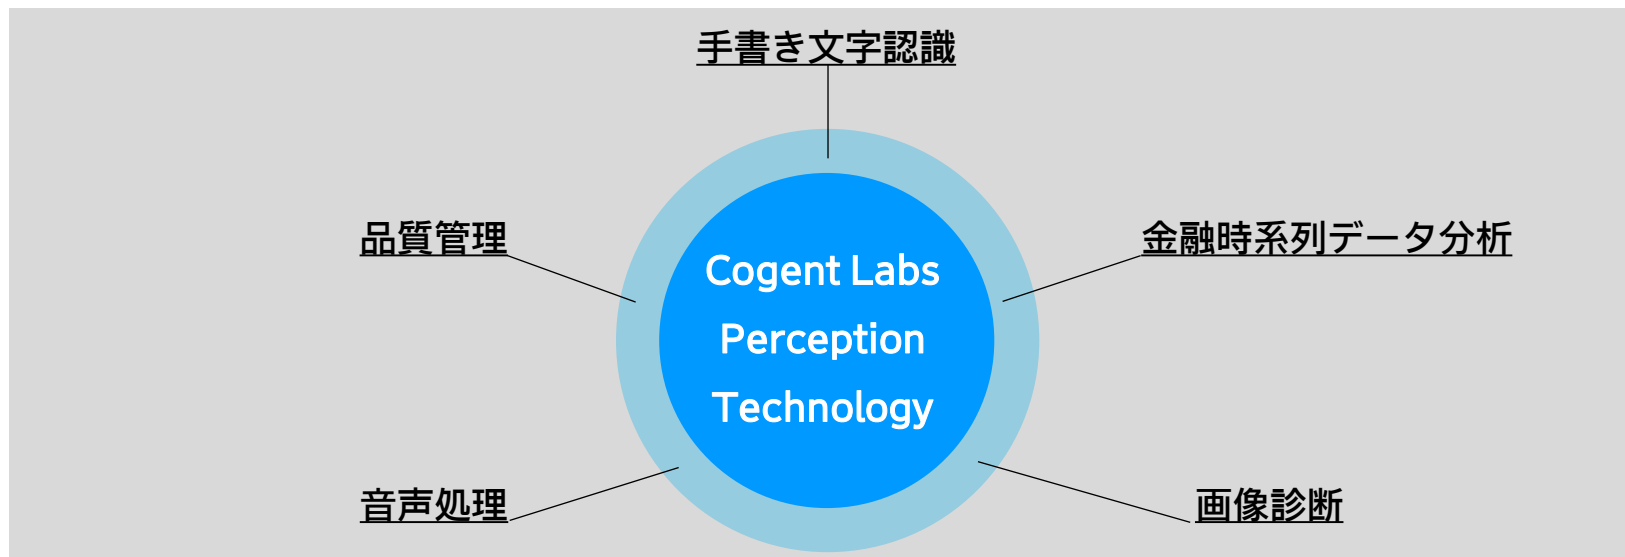 手書き文字認識
品質管理
金融時系列データ分析
Cogent Labs
Perception
Technology
音声処理
画像診断